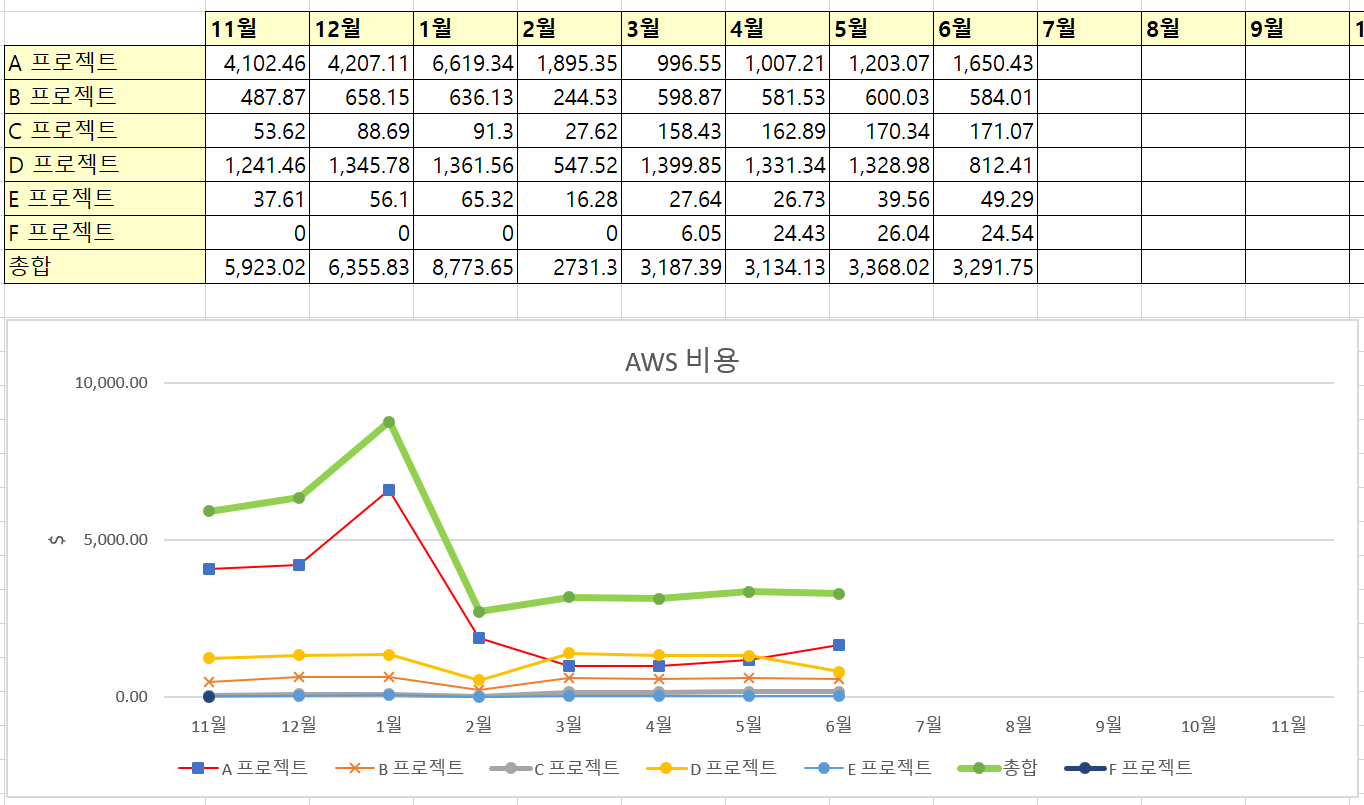 11월 12월 1월 2월 3월 4월 5월 6월 7월 8월 9월 1
A 프로젝트 4,102.46 4,207.11 6,619.34 1,895.35 996.55 1,007.21 1,203.07 1,650.43
B 프로젝트 487.87 658.15 636.13 244.53 598.87 581.53 600.03 584.01
C 프로젝트 53.62 88.69 91.3 27.62 158.43 162.89 170.34 171.07
D 프로젝트 1,241.46 1,345.78 1,361.56 547.52 1,399.85 1,331.34 1,328.98 812.41
E 프로젝트 37.61 56.1 65.32 16.28 27.64 26.73 39.56 49.29
F 프로젝트 0 0 0 0 6.05 24.43 26.04 24.54
총합 5,923.02 6,355.83 8,773.65 2731.3 3,187.39 3,134.13 3,368.02 3,291.75
AWS 비용
10,000.00
$ 5,000.00
0.00
11월 12월 1월 2월 3월 4월 5월 6월 7월 8월 9월 10월 11월
A 프로젝트 B 프로젝트 C 프로젝트 D 프로젝트 E 프로젝트 총합 F 프로젝트